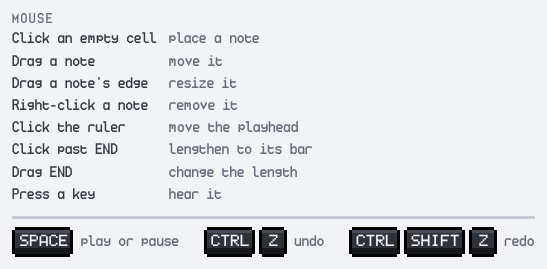 MOUSE
Click an empty cell place a note
Drag a note move it
Drag a note's edge resize it
Right-click a note remove it
Click the ruler move the playhead
Click past END lengthen to its bar
Drag END change the length
Press a key hear it
SPACE play or pause CTRL Z undo CTRL SHIFT Z redo